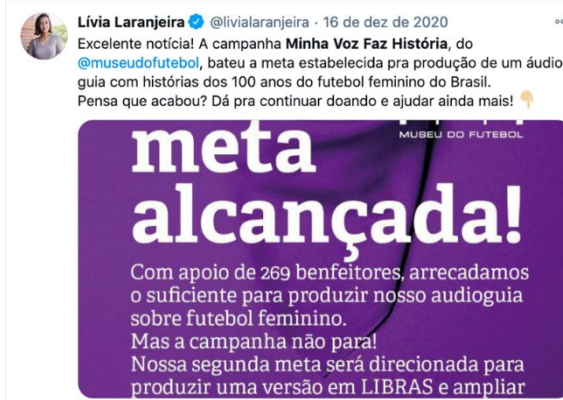 Lívia Laranjeira @livialaranjeira · 16 de dez de 2020
Excelente notícia! A campanha Minha Voz Faz História, do
@museudofutebol, bateu a meta estabelecida pra produção de um áudio
guia com histórias dos 100 anos do futebol feminino do Brasil.
Pensa que acabou? Dá pra continuar doando e ajudar ainda mais! 👇🏼
MUSEU DO FUTEBOL
meta
alcançada!
Com apoio de 269 benfeitores, arrecadamos
o suficiente para produzir nosso audioguia
sobre futebol feminino.
Mas a campanha não para!
Nossa segunda meta será direcionada para
produzir uma versão em LIBRAS e ampliar